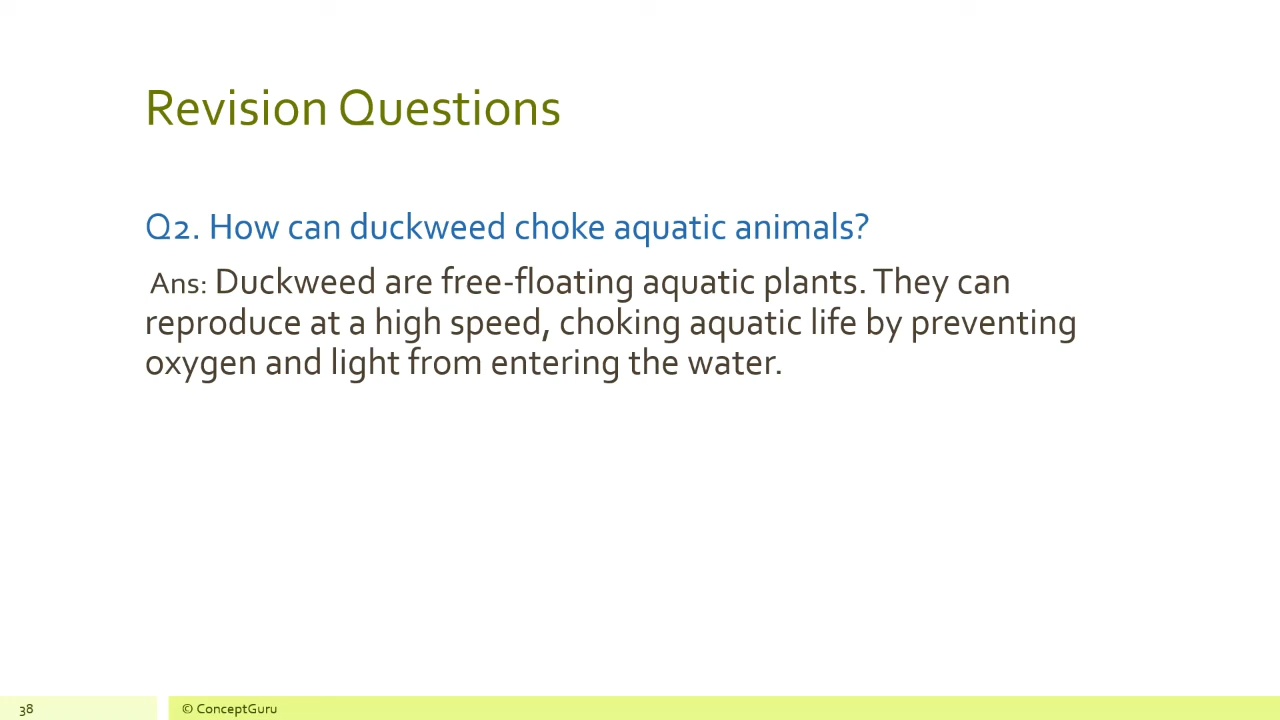 Revision Questions
Q2. How can duckweed choke aquatic animals?
Ans: Duckweed are free-floating aquatic plants. They can
reproduce at a high speed, choking aquatic life by preventing
oxygen and light from entering the water.
38
© ConceptGuru